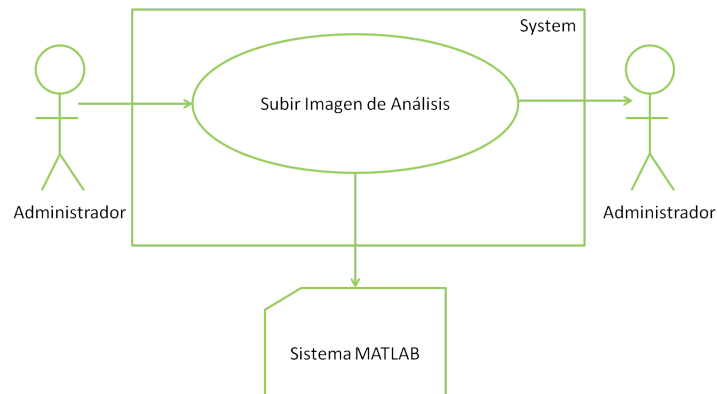 System
Subir Imagen de Análisis
Administrador
Administrador
Sistema MATLAB